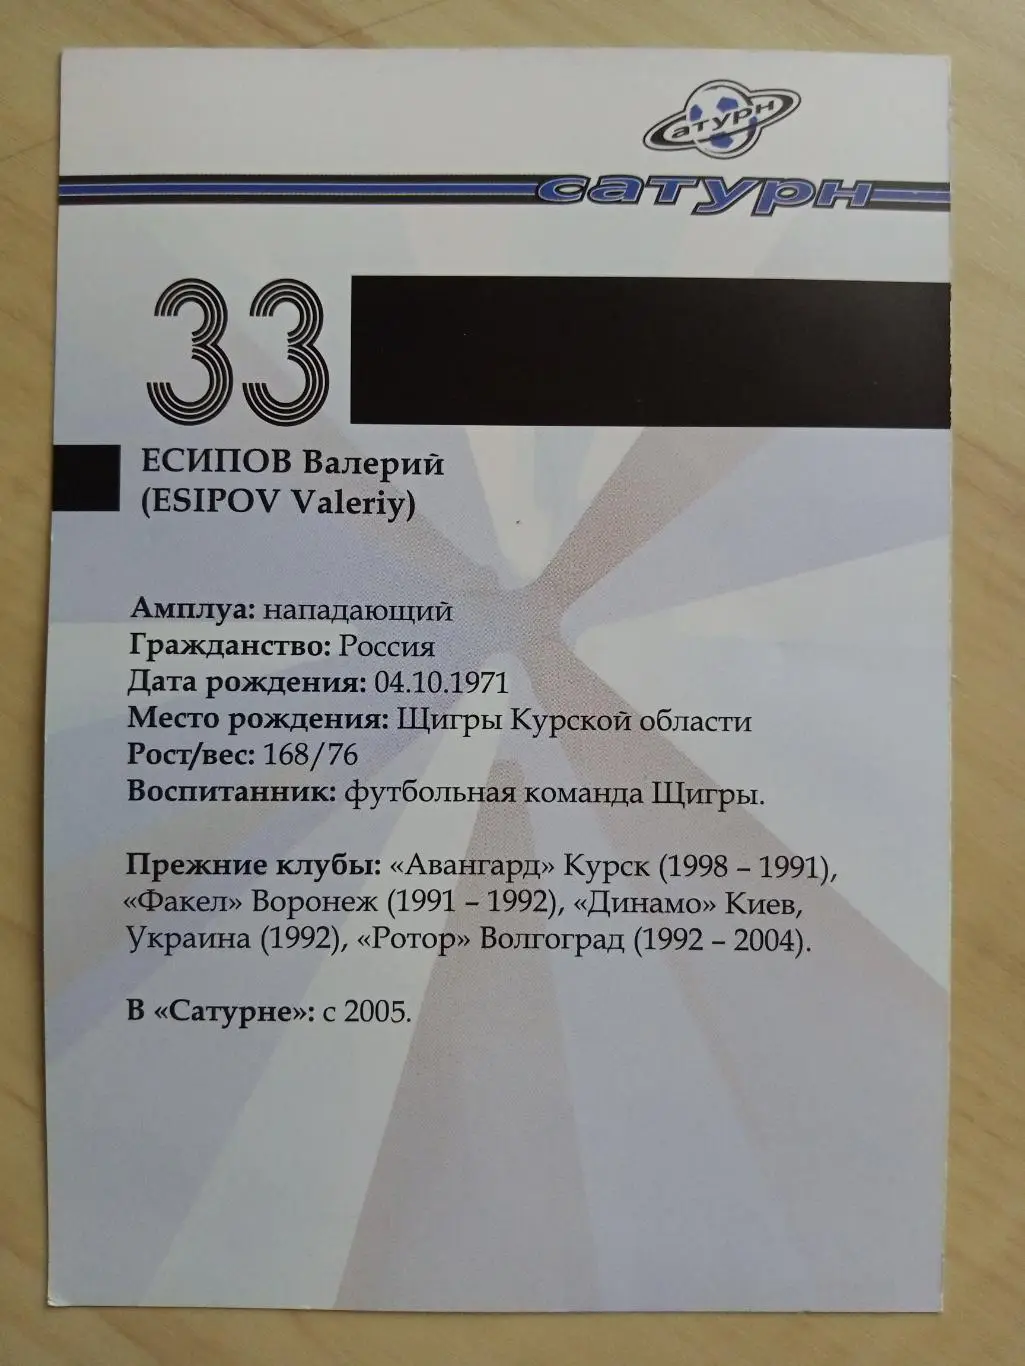 сатурн
сатурн
33
ЕСИПОВ Валерий
(ESIPOV Valeriy)
Амплуа: нападающий
Гражданство: Россия
Дата рождения: 04.10.1971
Место рождения: Щигры Курской области
Рост/вес: 168/76
Воспитанник: футбольная команда Щигры.
Прежние клубы: «Авангард» Курск (1998 – 1991),
«Факел» Воронеж (1991 – 1992), «Динамо» Киев,
Украина (1992), «Ротор» Волгоград (1992 – 2004).
В «Сатурне»: с 2005.